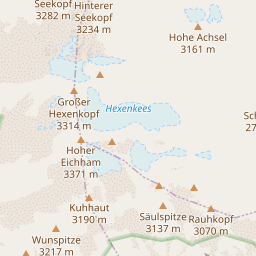 Seekopf
3282 m
Hinterer
Seekopf
3234 m
Hohe Achsel
3161 m
Großer
Hexenkopf
3314 m
Hexenkees
Hoher
Eichham
3371 m
Kuhhaut
3190 m
Säulspitze
3137 m
Rauhkopf
3070 m
Wunspitze
3217 m